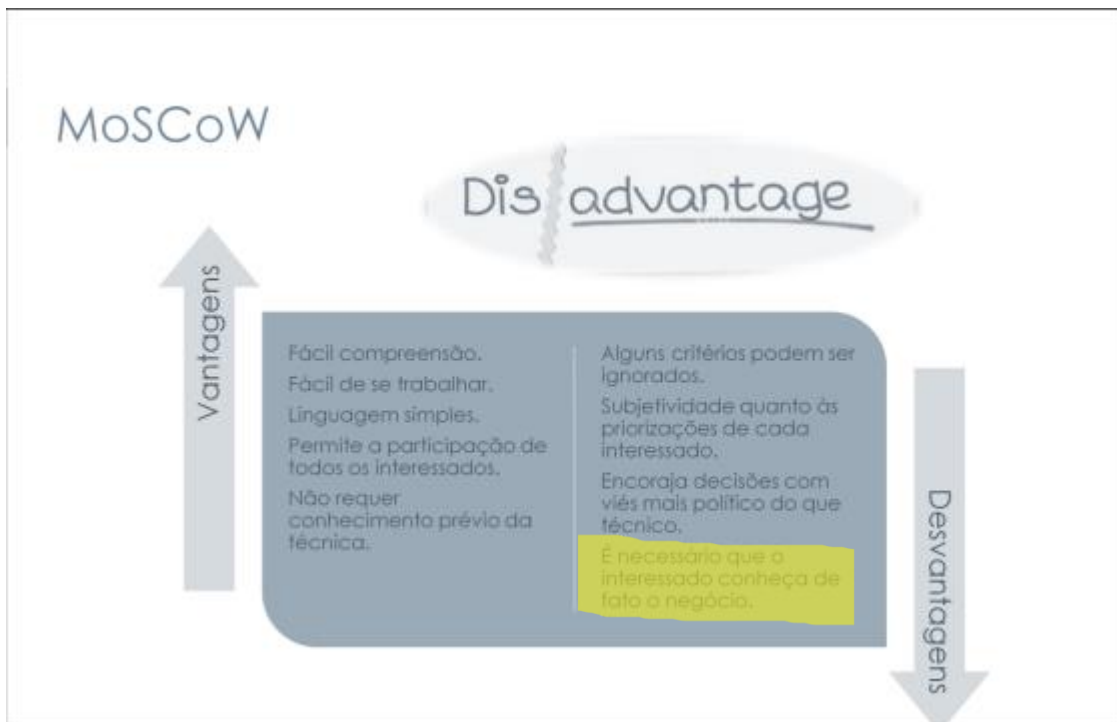 MoSCoW
Dis advantage
Vantagens
Fácil compreensão.
Fácil de se trabalhar.
Linguagem simples.
Permite a participação de
todos os interessados.
Não requer
conhecimento prévio da
técnica.
Alguns critérios podem ser
ignorados.
Subjetividade quanto às
priorizações de cada
interessado.
Encoraja decisões com
viés mais político do que
técnico.
É necessário que o
interessado conheça de
fato o negócio.
Desvantagens